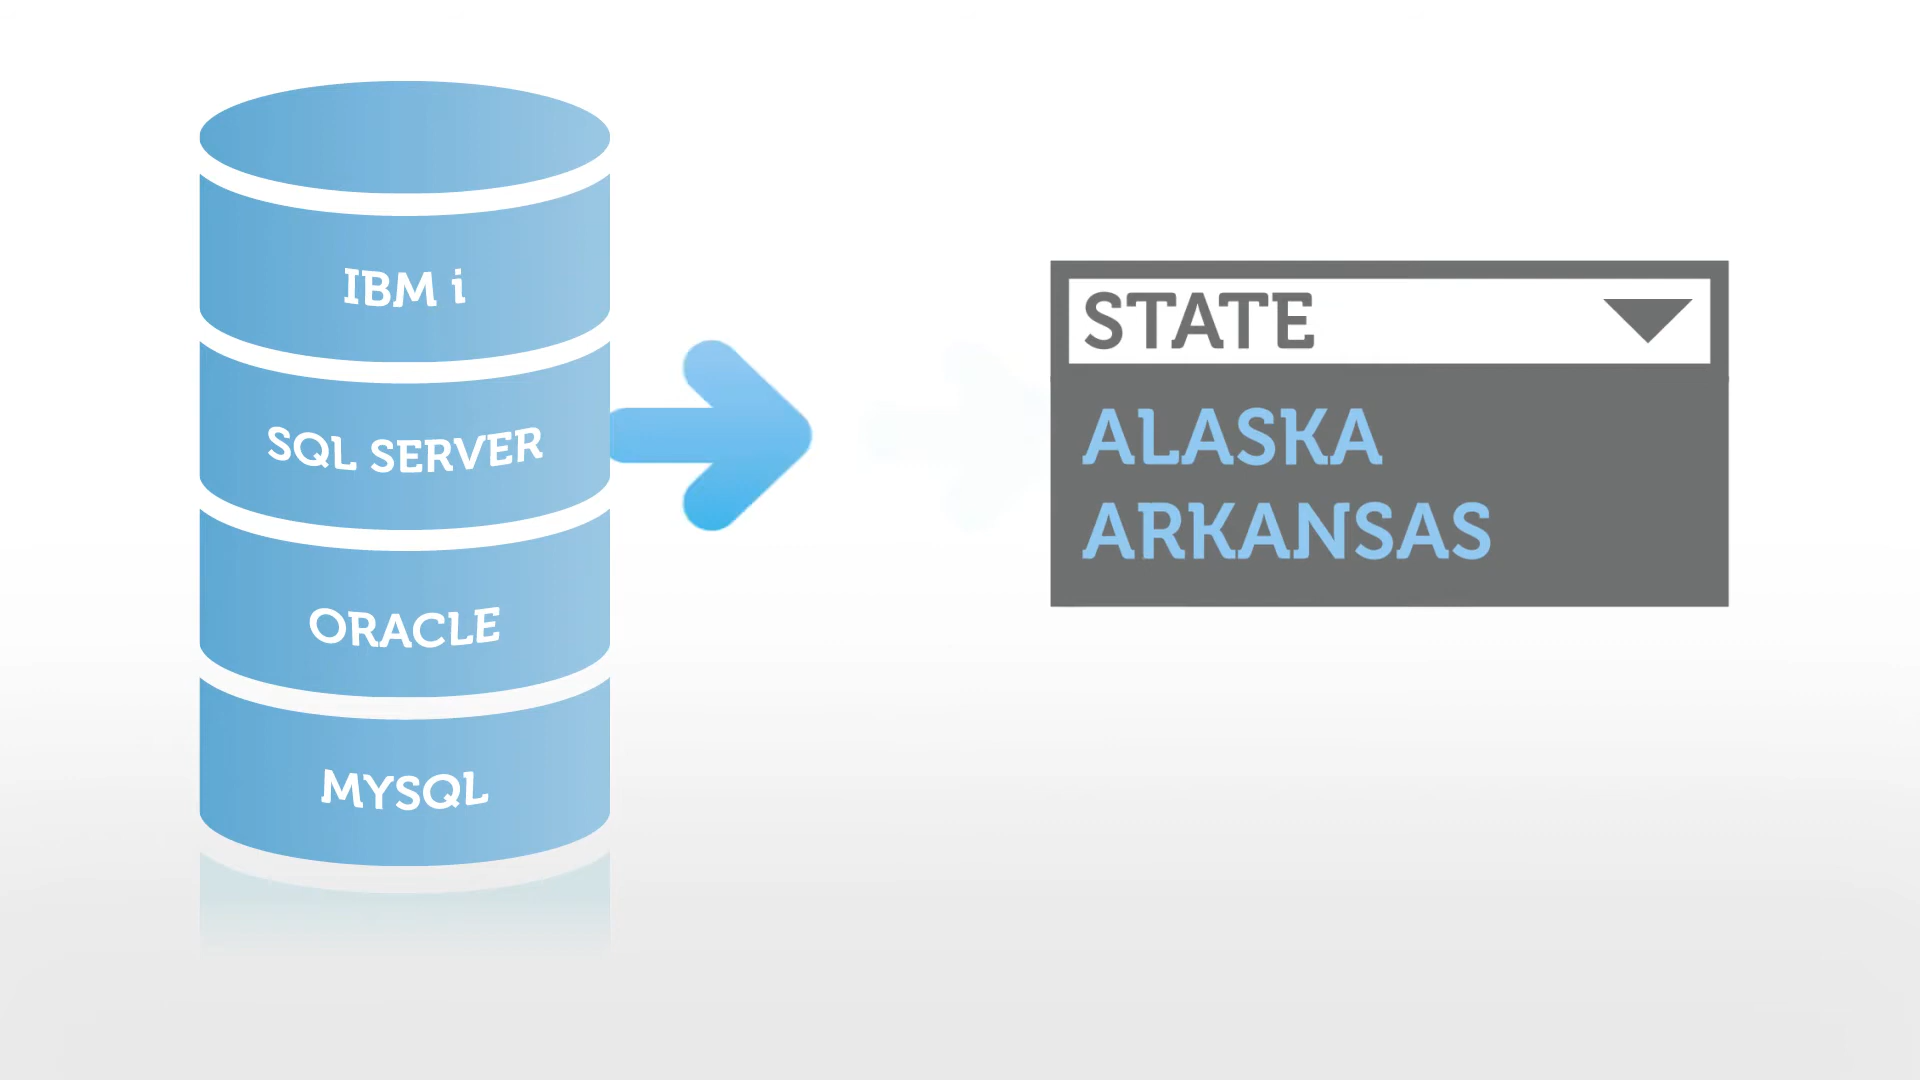 IBM i
SQL SERVER
ORACLE
MYSQL
STATE
ALASKA
ARKANSAS